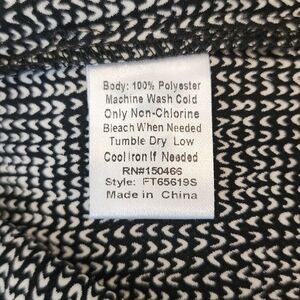 Body: 100% Polyester
Machine Wash Cold
Only Non-Chlorine
Bleach When Needed
Tumble Dry Low
Cool iron If Needed
RN#150466
Style: FT65619S
Made in China